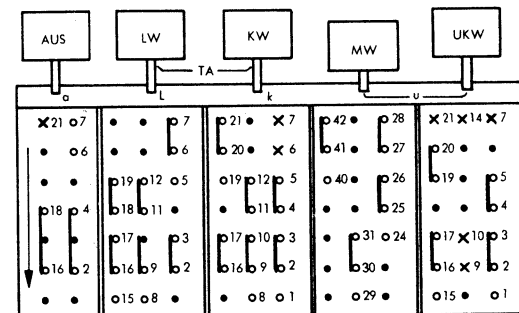 AUS LW KW MW UKW
TA
a L k u
21 7 7 21 7 42 28 21 14 7
6 6 20 6 41 27 20
19 12 5 19 12 5 40 26 19 5
18 4 18 11 11 4 25 4
17 3 17 10 3 31 24 17 10 3
16 2 16 9 2 16 9 2 30 16 9 2
15 8 8 1 29 15 1